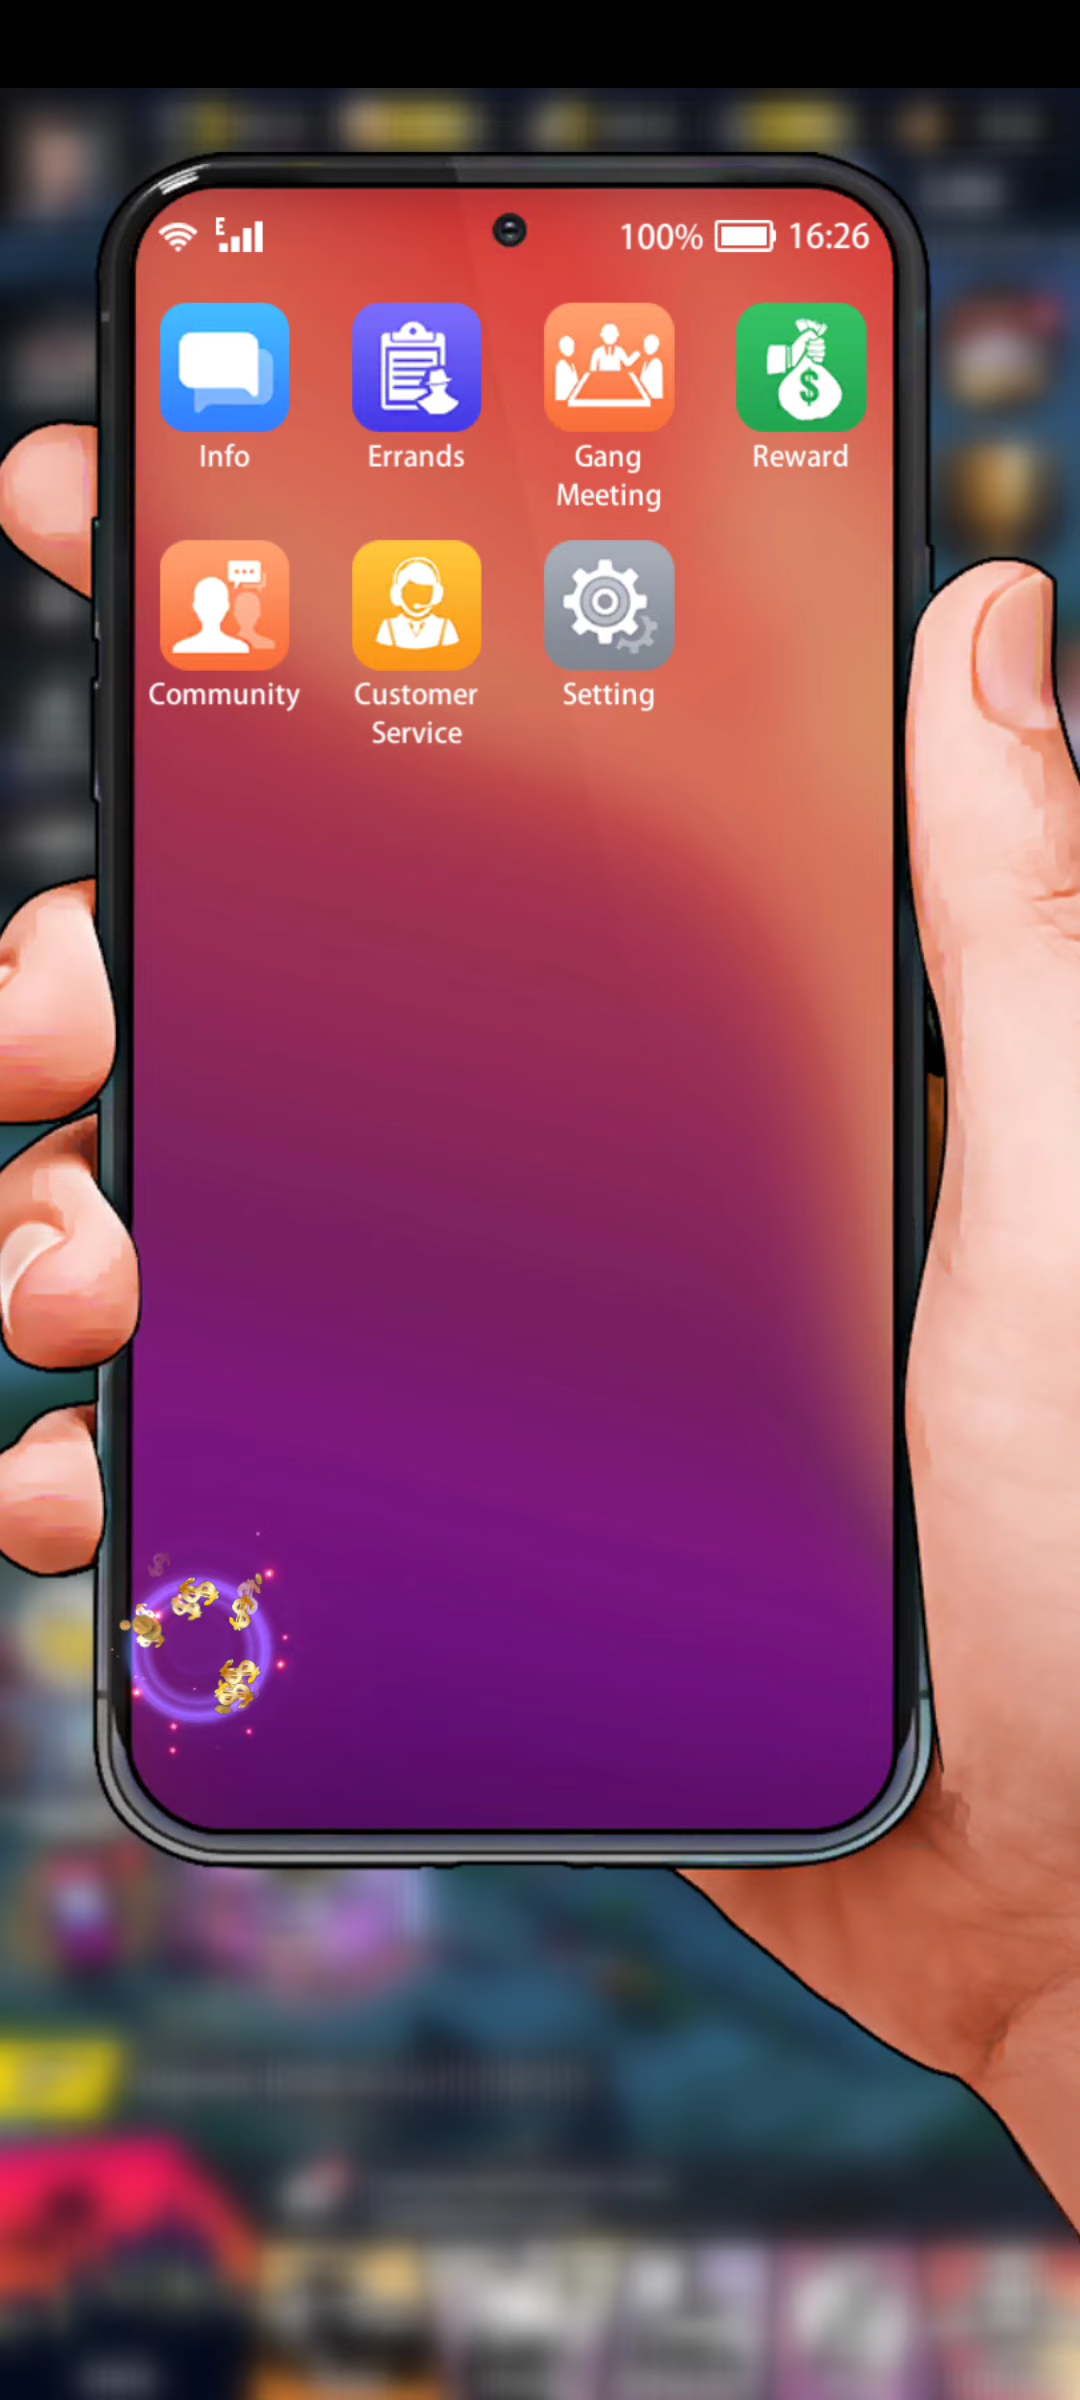 E
100% 16:26
Info
Errands
Gang
Meeting
Reward
Community
Customer
Service
Setting